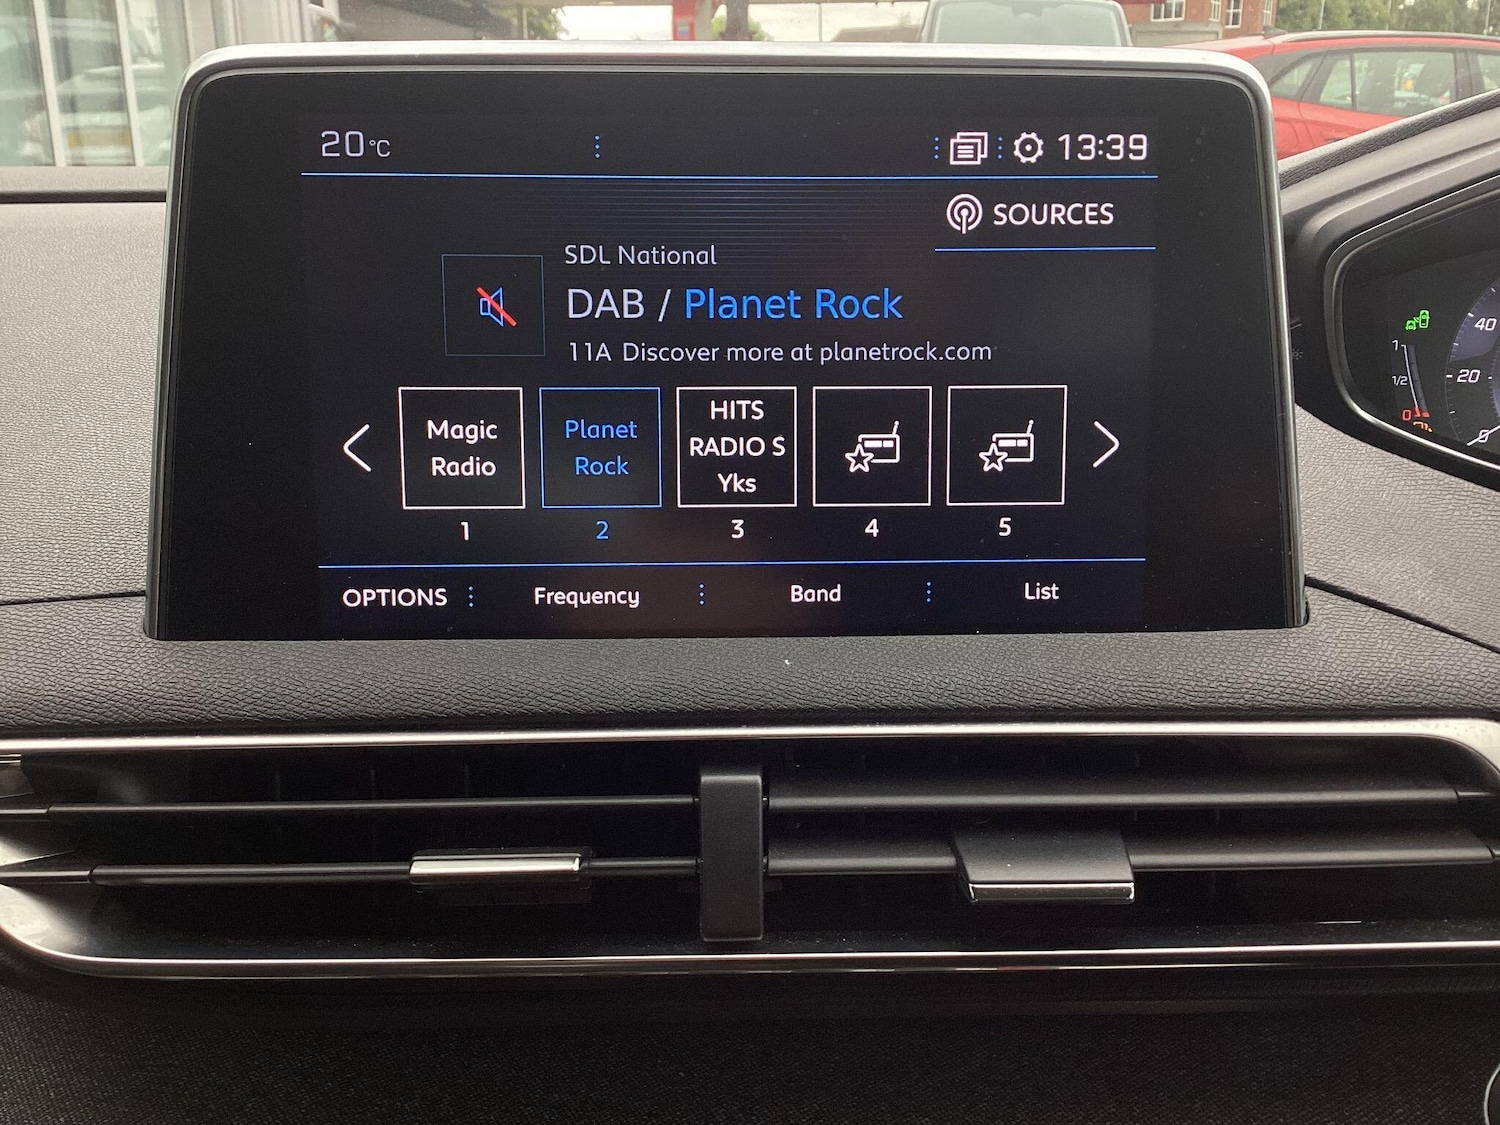 20°C
13:39
SOURCES
SDL National
DAB / Planet Rock
11A Discover more at planetrock.com
Magic
Radio
Planet
Rock
HITS
RADIO S
Yks
1
2
3
4
5
OPTIONS
Frequency
Band
List
1
1/2
0
40
20
0